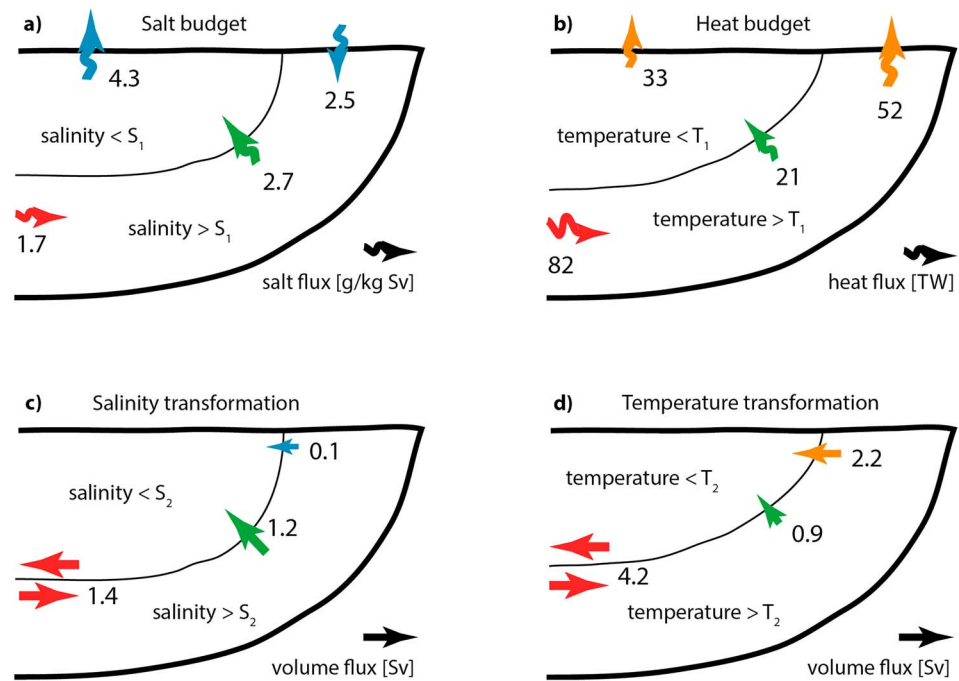 a) Salt budget
4.3
2.5
salinity < S1
2.7
salinity > S1
1.7
salt flux [g/kg Sv]
b) Heat budget
33
52
temperature < T1
21
temperature > T1
82
heat flux [TW]
c) Salinity transformation
0.1
salinity < S2
1.2
1.4
salinity > S2
volume flux [Sv]
d) Temperature transformation
2.2
temperature < T2
0.9
4.2
temperature > T2
volume flux [Sv]